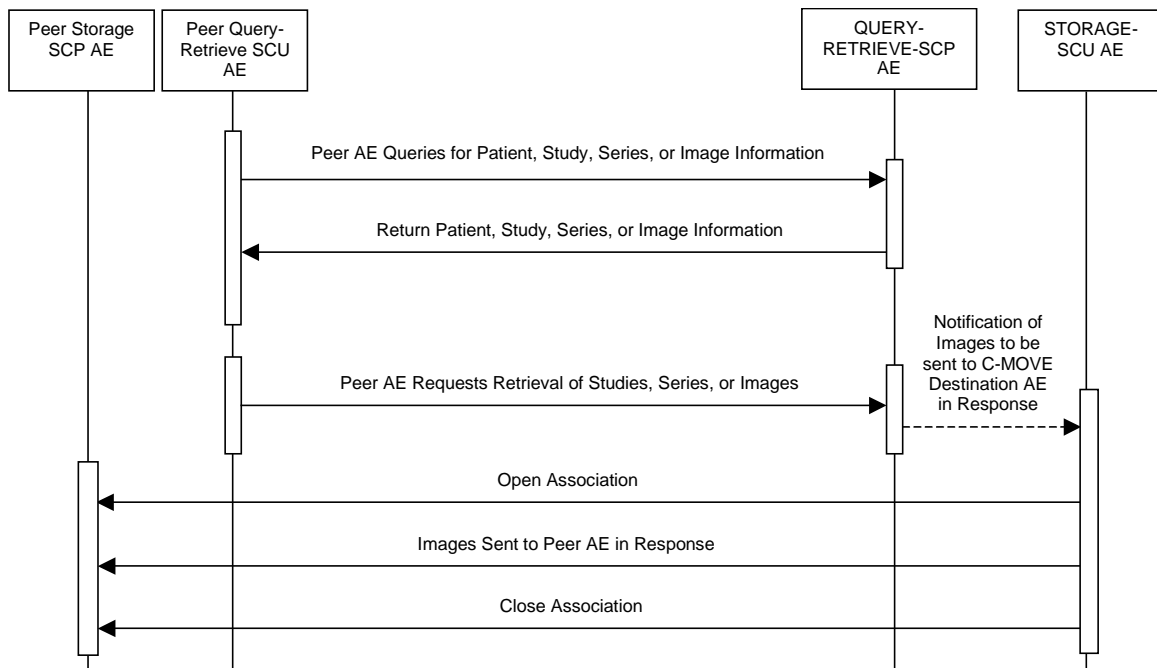 Peer Storage
SCP AE
Peer Query-
Retrieve SCU
AE
QUERY-
RETRIEVE-SCP
AE
STORAGE-
SCU AE
Peer AE Queries for Patient, Study, Series, or Image Information
Return Patient, Study, Series, or Image Information
Notification of
Images to be
sent to C-MOVE
Destination AE
in Response
Peer AE Requests Retrieval of Studies, Series, or Images
Open Association
Images Sent to Peer AE in Response
Close Association